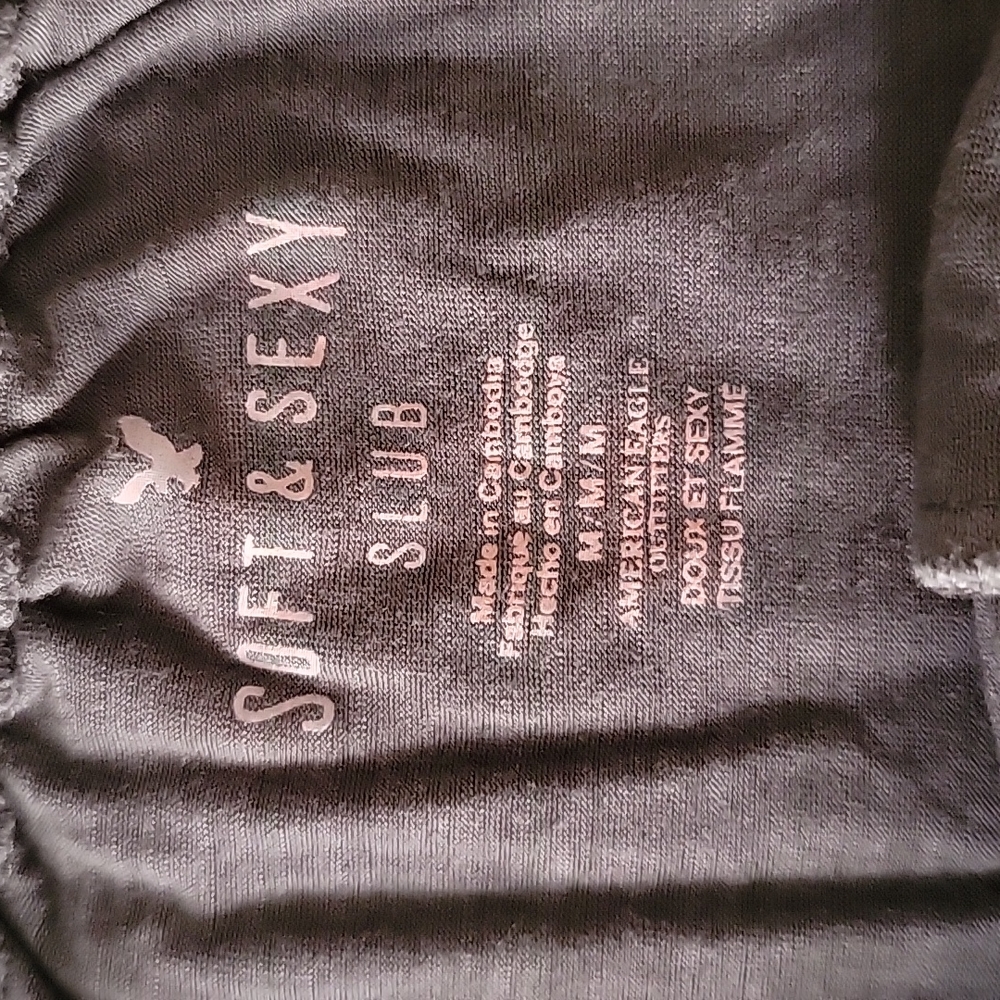 SOFT & SEXY
SLUB
Made in Cambodia
Fabriqué au Cambodge
Hecho en Camboya
M/M/M
AMERICAN EAGLE
OUTFITTERS
DOUX ET SEXY
TISSU FLAMMÉ